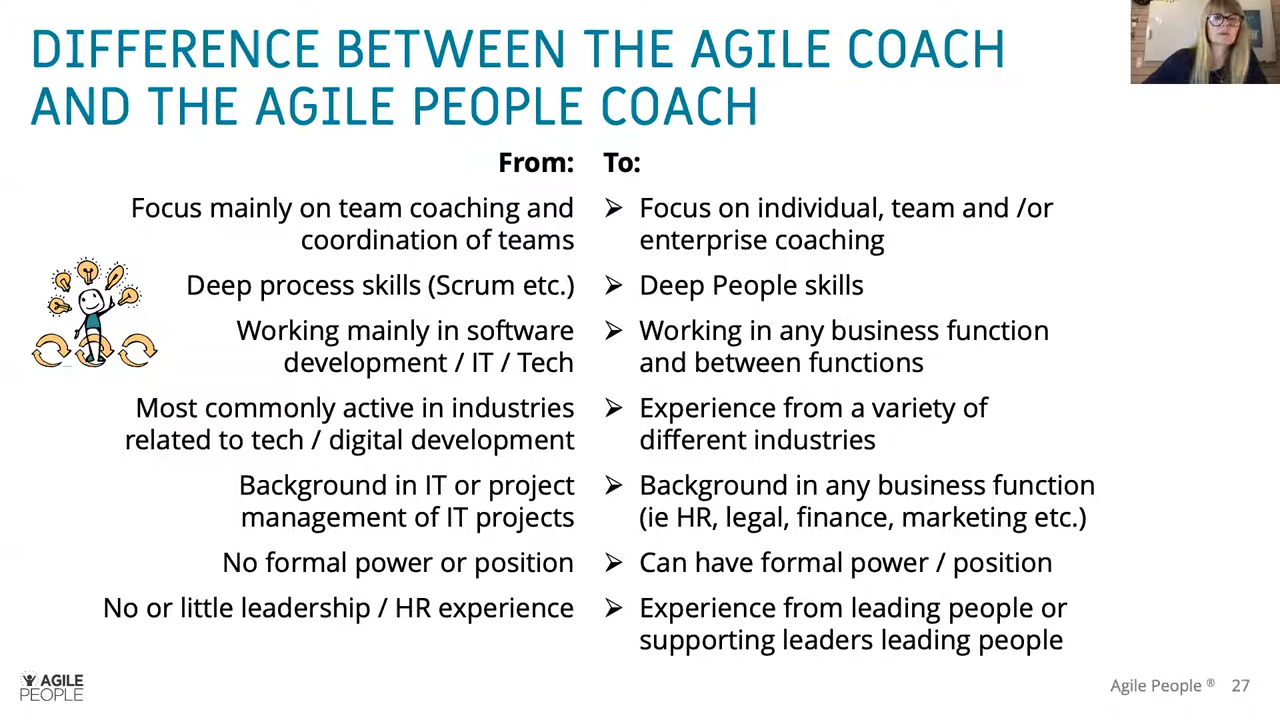 DIFFERENCE BETWEEN THE AGILE COACH
AND THE AGILE PEOPLE COACH
From: To:
Focus mainly on team coaching and
coordination of teams
➢ Focus on individual, team and /or
enterprise coaching
Deep process skills (Scrum etc.)
➢ Deep People skills
Working mainly in software
development / IT / Tech
➢ Working in any business function
and between functions
Most commonly active in industries
related to tech / digital development
➢ Experience from a variety of
different industries
Background in IT or project
management of IT projects
➢ Background in any business function
(ie HR, legal, finance, marketing etc.)
No formal power or position
➢ Can have formal power / position
No or little leadership / HR experience
➢ Experience from leading people or
supporting leaders leading people
AGILE
PEOPLE
Agile People ® 27